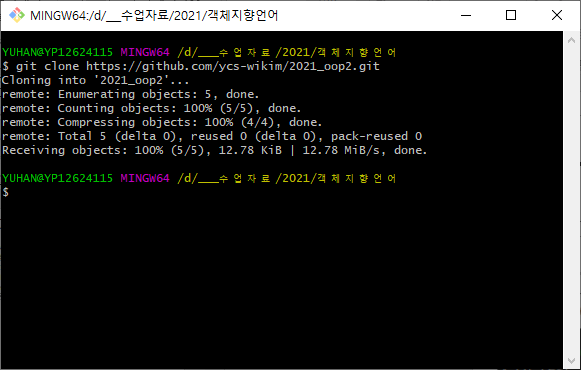 MINGW64:/d/___수업자료/2021/객체지향언어
YUHAN@YP12624115 MINGW64 /d/___수업자료/2021/객체지향언어
$ git clone https://github.com/ycs-wikim/2021_oop2.git
Cloning into '2021_oop2'...
remote: Enumerating objects: 5, done.
remote: Counting objects: 100% (5/5), done.
remote: Compressing objects: 100% (4/4), done.
remote: Total 5 (delta 0), reused 0 (delta 0), pack-reused 0
Receiving objects: 100% (5/5), 12.78 KiB | 12.78 MiB/s, done.
YUHAN@YP12624115 MINGW64 /d/___수업자료/2021/객체지향언어
$